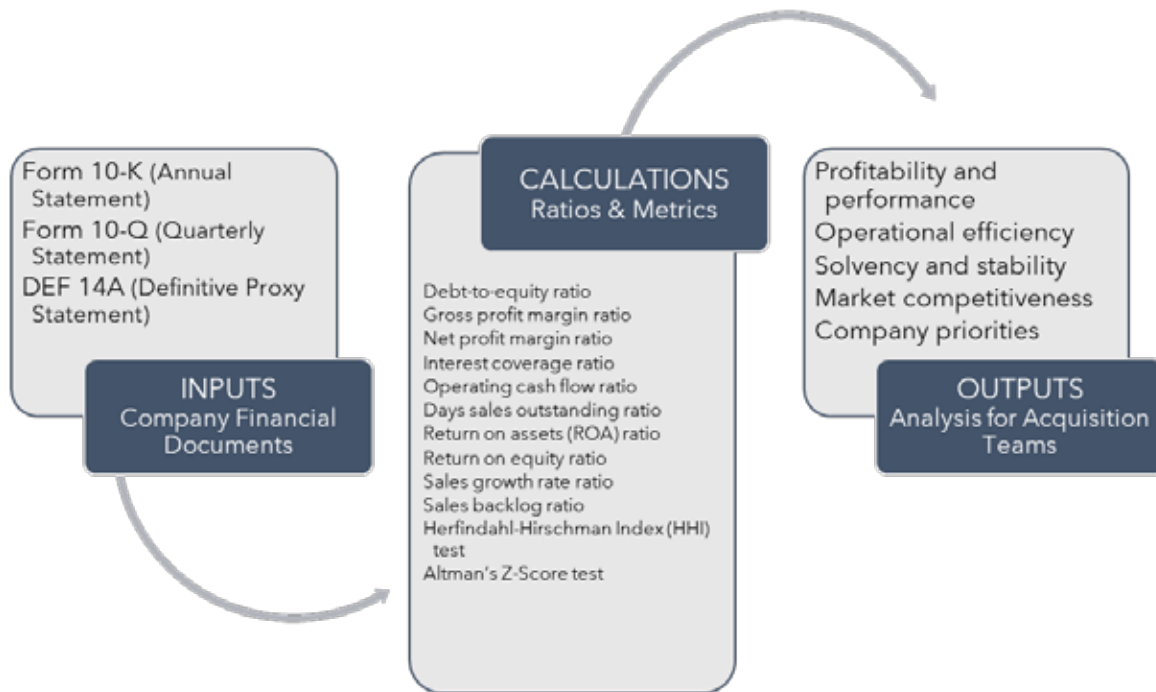 Form 10-K (Annual
Statement)
Form 10-Q (Quarterly
Statement)
DEF 14A (Definitive Proxy
Statement)
INPUTS
Company Financial
Documents
CALCULATIONS
Ratios & Metrics
Debt-to-equity ratio
Gross profit margin ratio
Net profit margin ratio
Interest coverage ratio
Operating cash flow ratio
Days sales outstanding ratio
Return on assets (ROA) ratio
Return on equity ratio
Sales growth rate ratio
Sales backlog ratio
Herfindahl-Hirschman Index (HHI)
test
Altman's Z-Score test
Profitability and
performance
Operational efficiency
Solvency and stability
Market competitiveness
Company priorities
OUTPUTS
Analysis for Acquisition
Teams